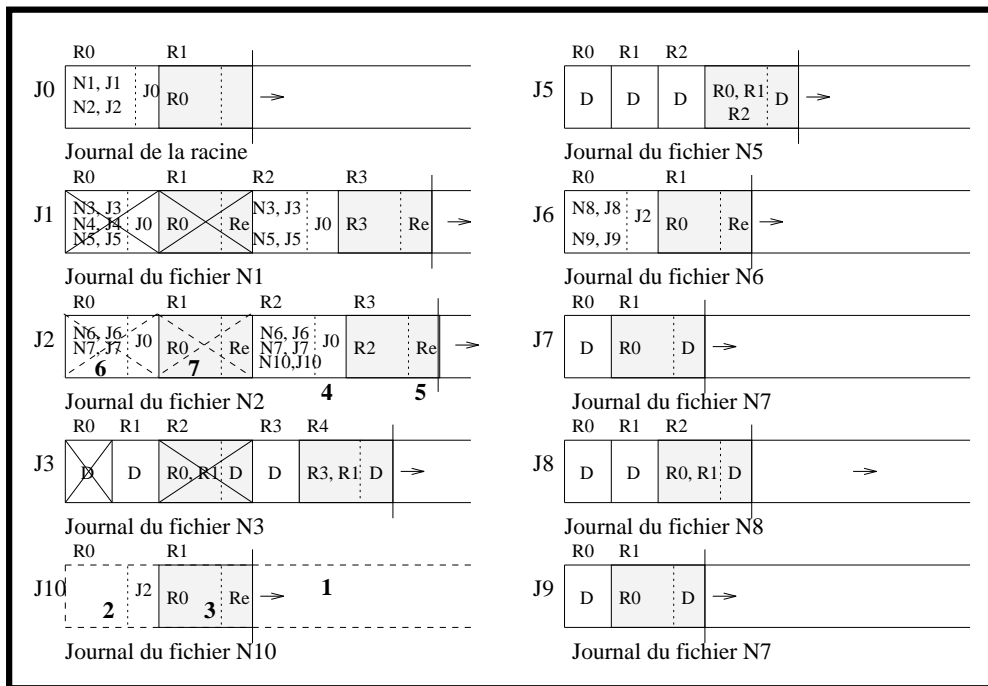 R0 R1
J0 N1, J1 J0 R0
N2, J2
Journal de la racine
R0 R1 R2 R3
J1 N3, J3 J0 R0 Re N3, J3 J0 R3 Re
N4, J4
N5, J5 N5, J5
Journal du fichier N1
R0 R1 R2 R3
J2 N6, J6 J0 R0 Re N6, J6 J0 R2 Re
N7, J7 N7, J7
N10,J10
6 7 4 5
Journal du fichier N2
R0 R1 R2 R3 R4
J3 D D R0, R1 D D R3, R1 D
Journal du fichier N3
R0 R1
J10 J2 R0 Re 1
2 3
Journal du fichier N10
R0 R1 R2
J5 D D D R0, R1 D
R2
Journal du fichier N5
R0 R1
J6 N8, J8 J2 R0 Re
N9, J9
Journal du fichier N6
R0 R1
J7 D R0 D
Journal du fichier N7
R0 R1 R2
J8 D D R0, R1 D
Journal du fichier N8
R0 R1
J9 D R0 D
Journal du fichier N7